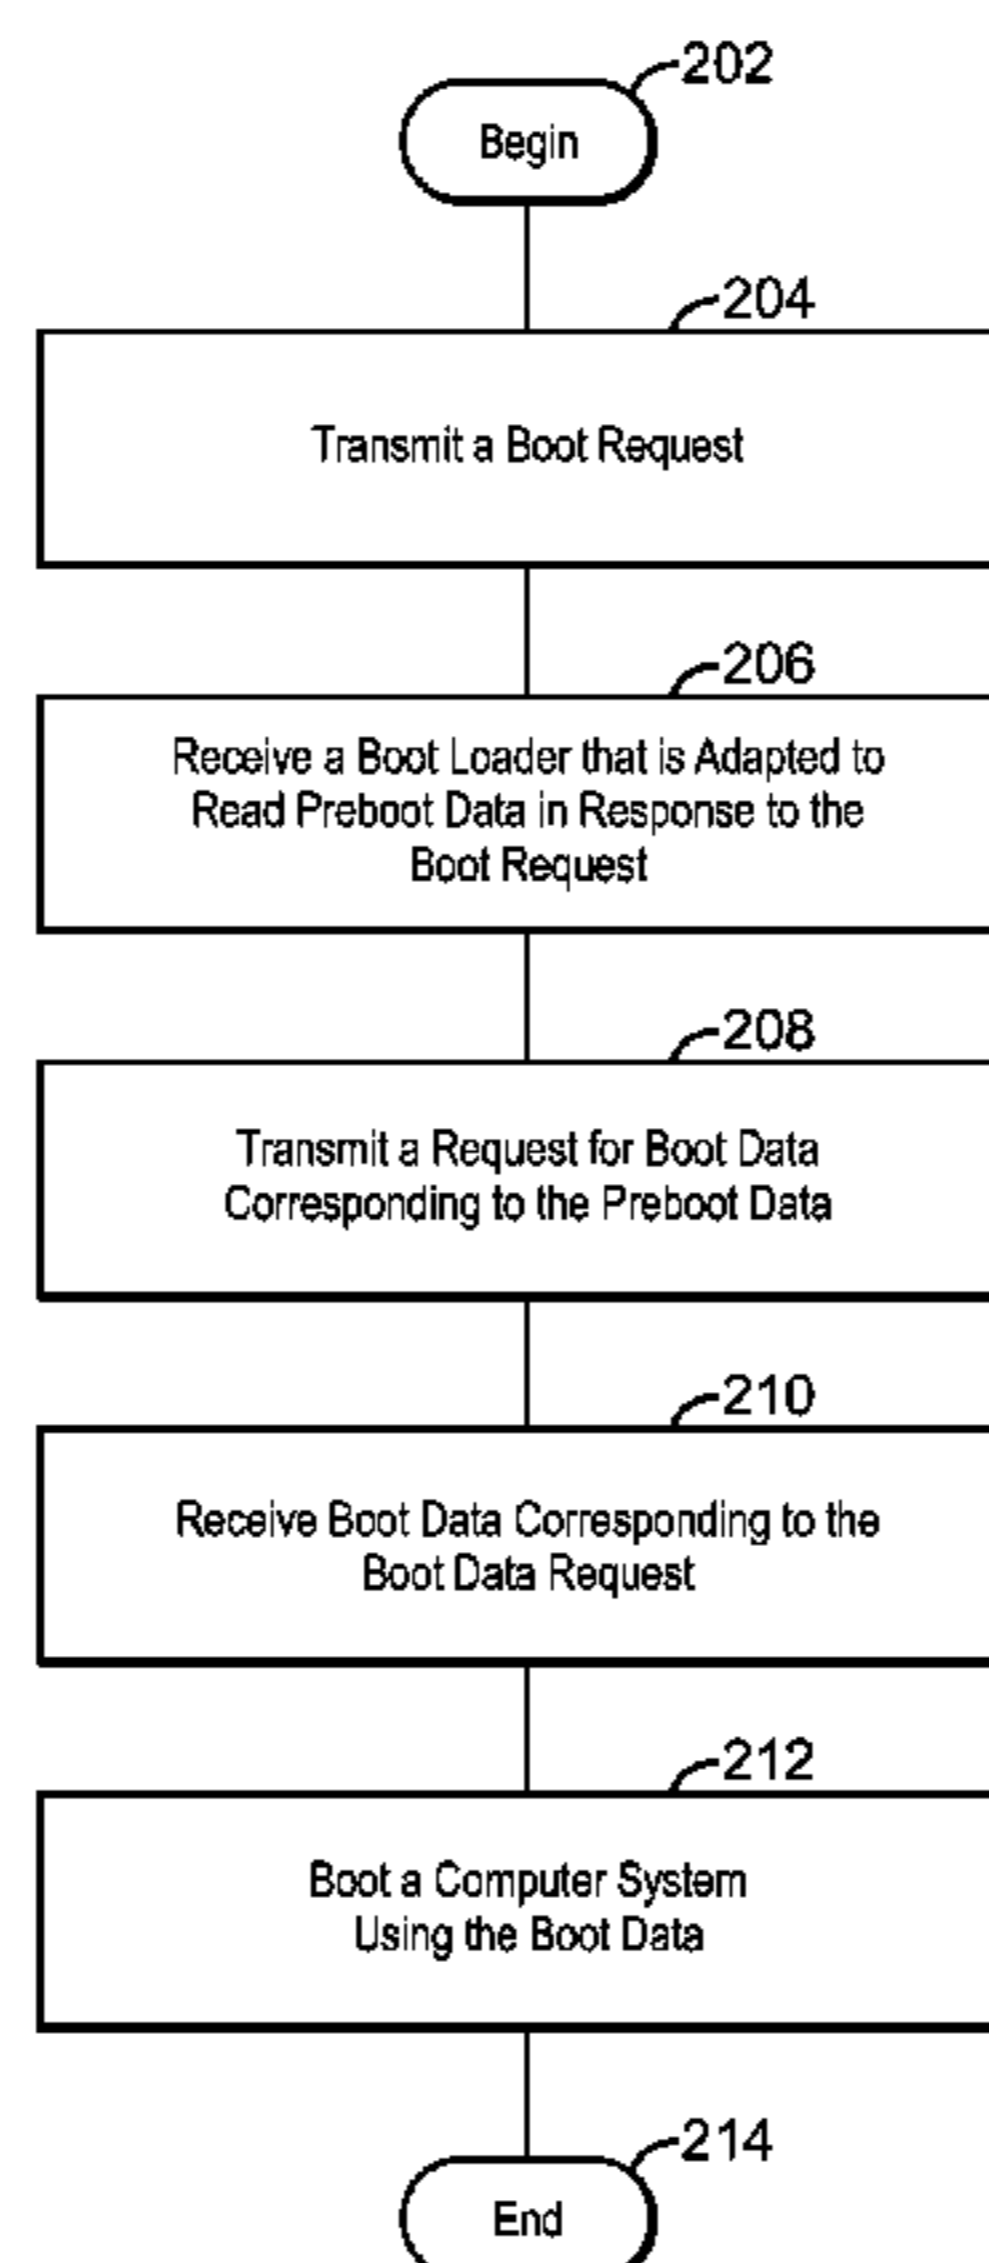 202
Begin
204
Transmit a Boot Request
206
Receive a Boot Loader that is Adapted to
Read Preboot Data in Response to the
Boot Request
208
Transmit a Request for Boot Data
Corresponding to the Preboot Data
210
Receive Boot Data Corresponding to the
Boot Data Request
212
Boot a Computer System
Using the Boot Data
214
End